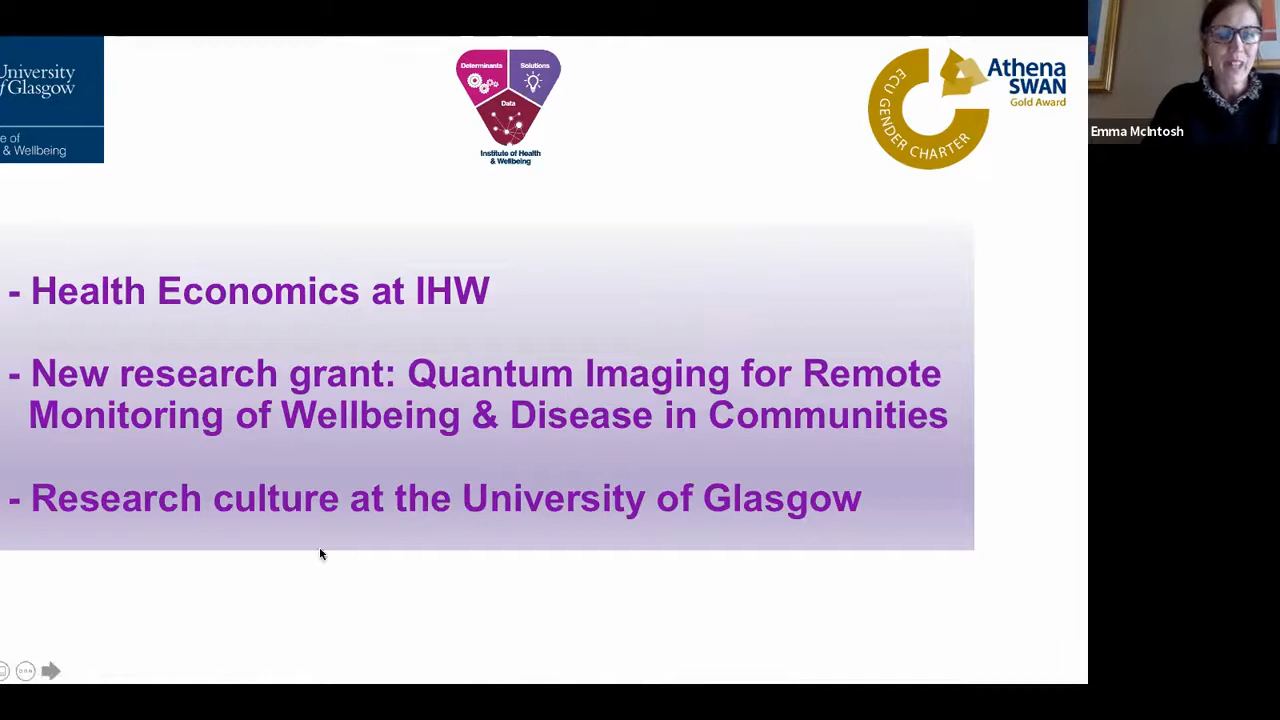 University
of Glasgow
e of
& Wellbeing
Determinants
Solutions
Data
Institute of Health
& Wellbeing
ECU GENDER CHARTER
Athena
SWAN
Gold Award
Emma McIntosh
- Health Economics at IHW
- New research grant: Quantum Imaging for Remote
Monitoring of Wellbeing & Disease in Communities
- Research culture at the University of Glasgow